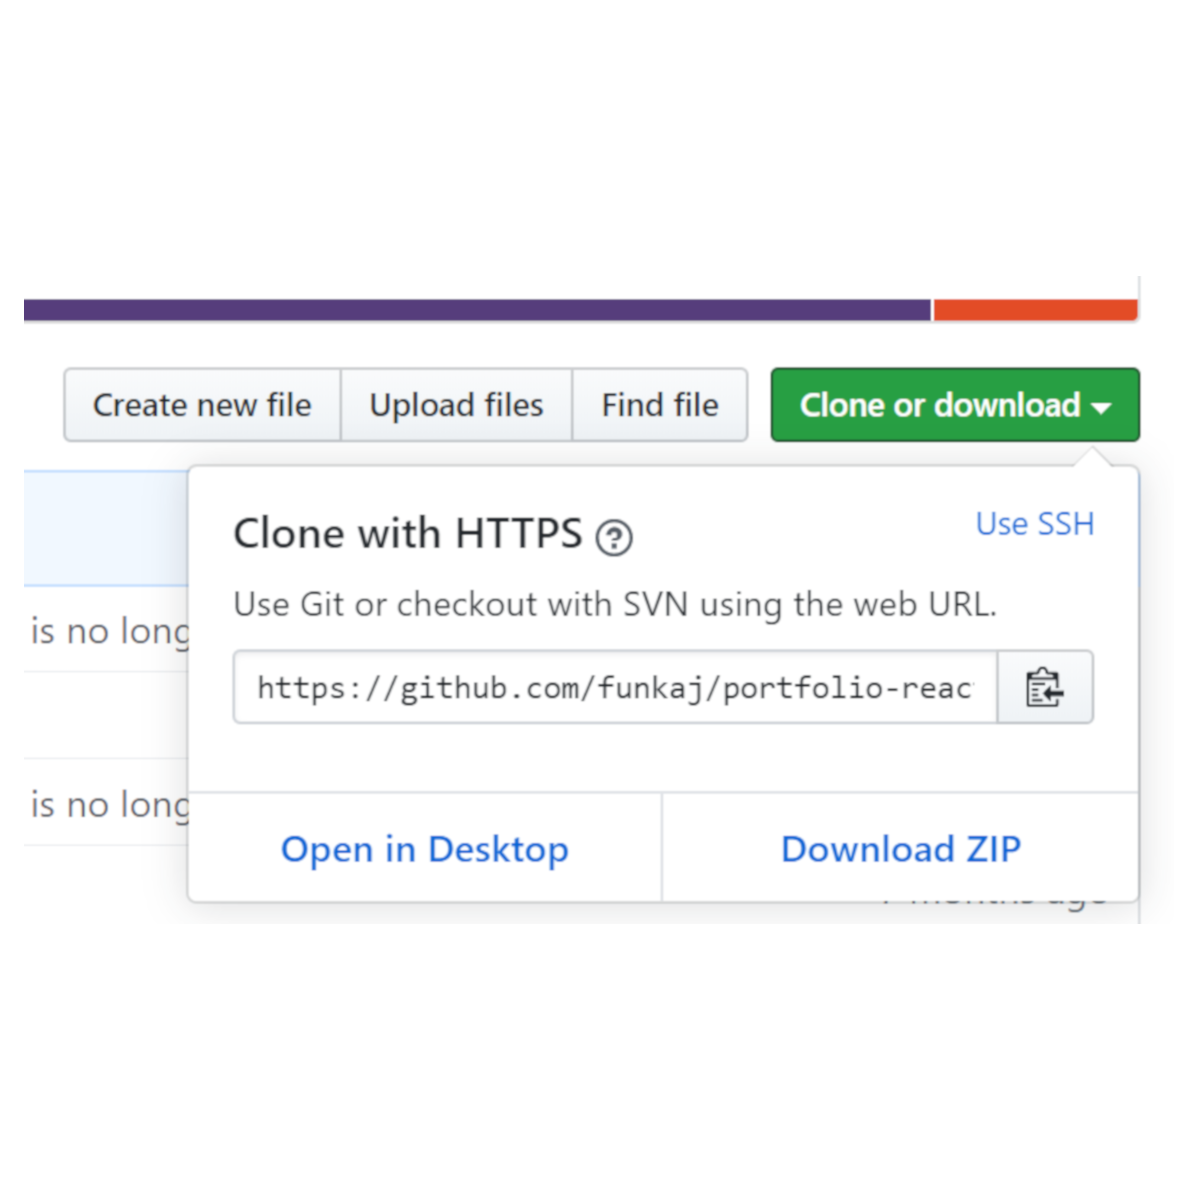 Create new file
Upload files
Find file
Clone or download
Clone with HTTPS
Use SSH
Use Git or checkout with SVN using the web URL.
is no long
https://github.com/funkaj/portfolio-reac
is no long
Open in Desktop
Download ZIP
months ago